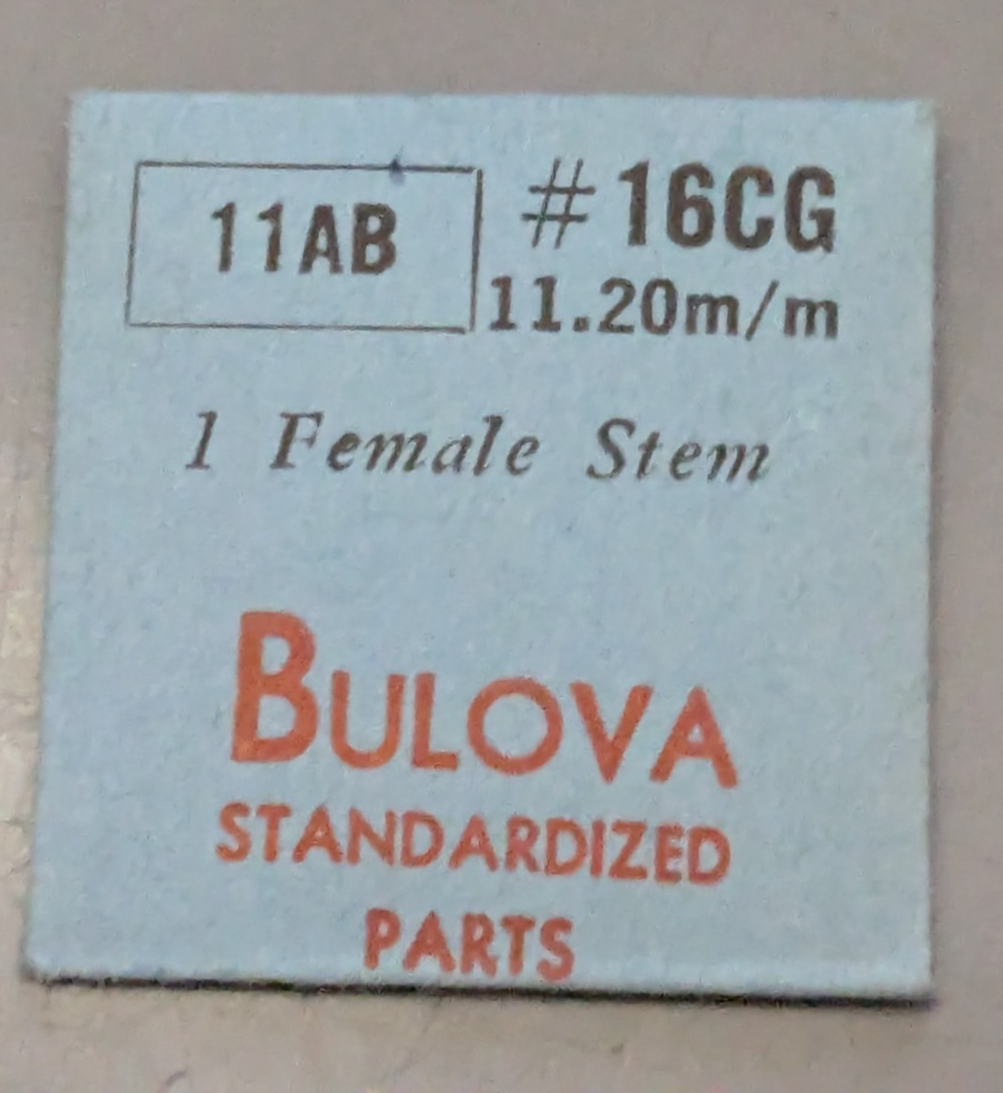 11AB
#16CG
11.20m/m
1 Female Stem
BULOVA
STANDARDIZED
PARTS